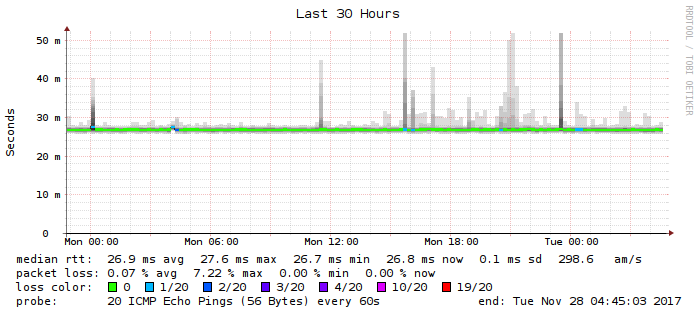 Last 30 Hours
RRDTOOL / TOBI OETIKER
Seconds
50 m
40 m
30 m
20 m
10 m
0
Mon 00:00 Mon 06:00 Mon 12:00 Mon 18:00 Tue 00:00
median rtt: 26.9 ms avg 27.6 ms max 26.7 ms min 26.8 ms now 0.1 ms sd 298.6 am/s
packet loss: 0.07 % avg 7.22 % max 0.00 % min 0.00 % now
loss color: 0 1/20 2/20 3/20 4/20 10/20 19/20
probe: 20 ICMP Echo Pings (56 Bytes) every 60s end: Tue Nov 28 04:45:03 2017